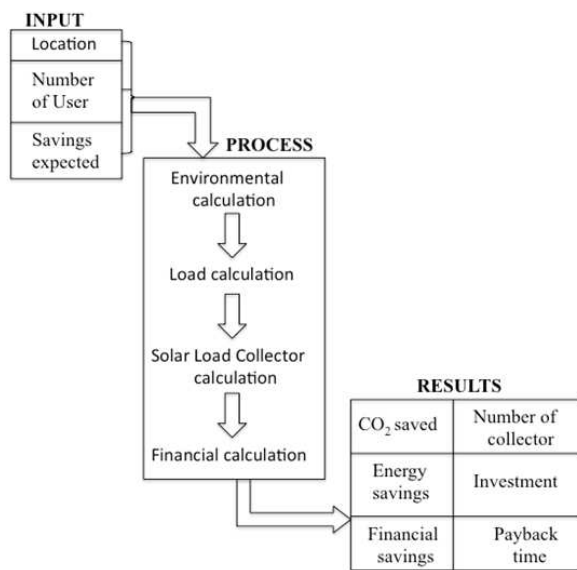 INPUT
Location
Number
of User
Savings
expected
PROCESS
Environmental
calculation
Load calculation
Solar Load Collector
calculation
Financial calculation
RESULTS
CO₂ saved
Number of
collector
Energy
savings
Investment
Financial
savings
Payback
time